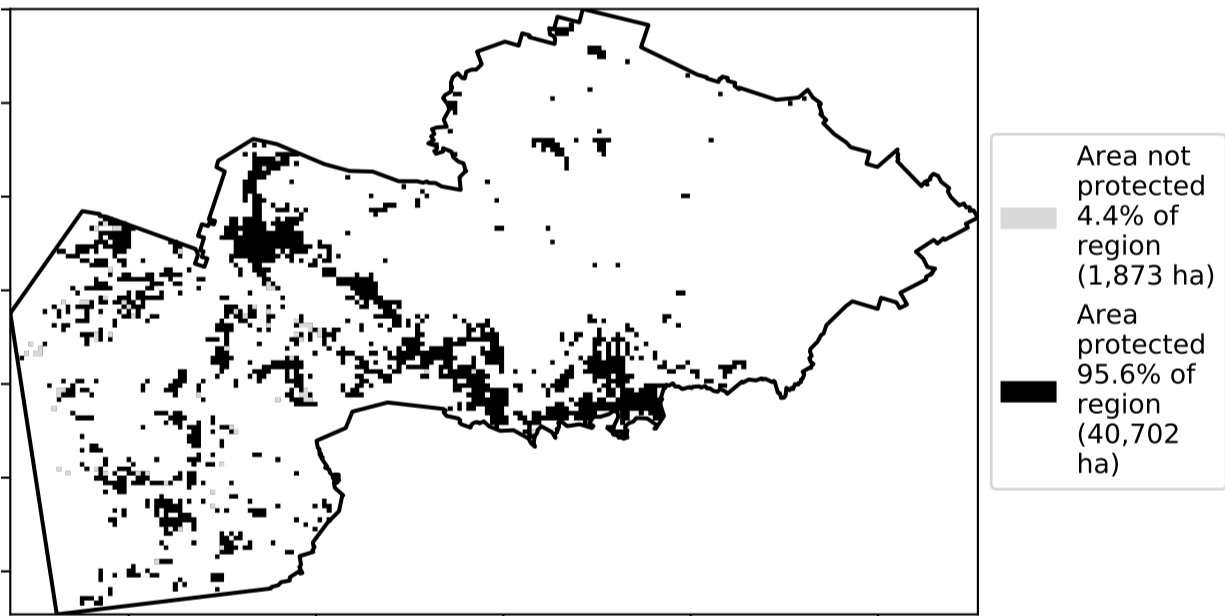 Area not
protected
4.4% of
region
(1,873 ha)
Area
protected
95.6% of
region
(40,702
ha)